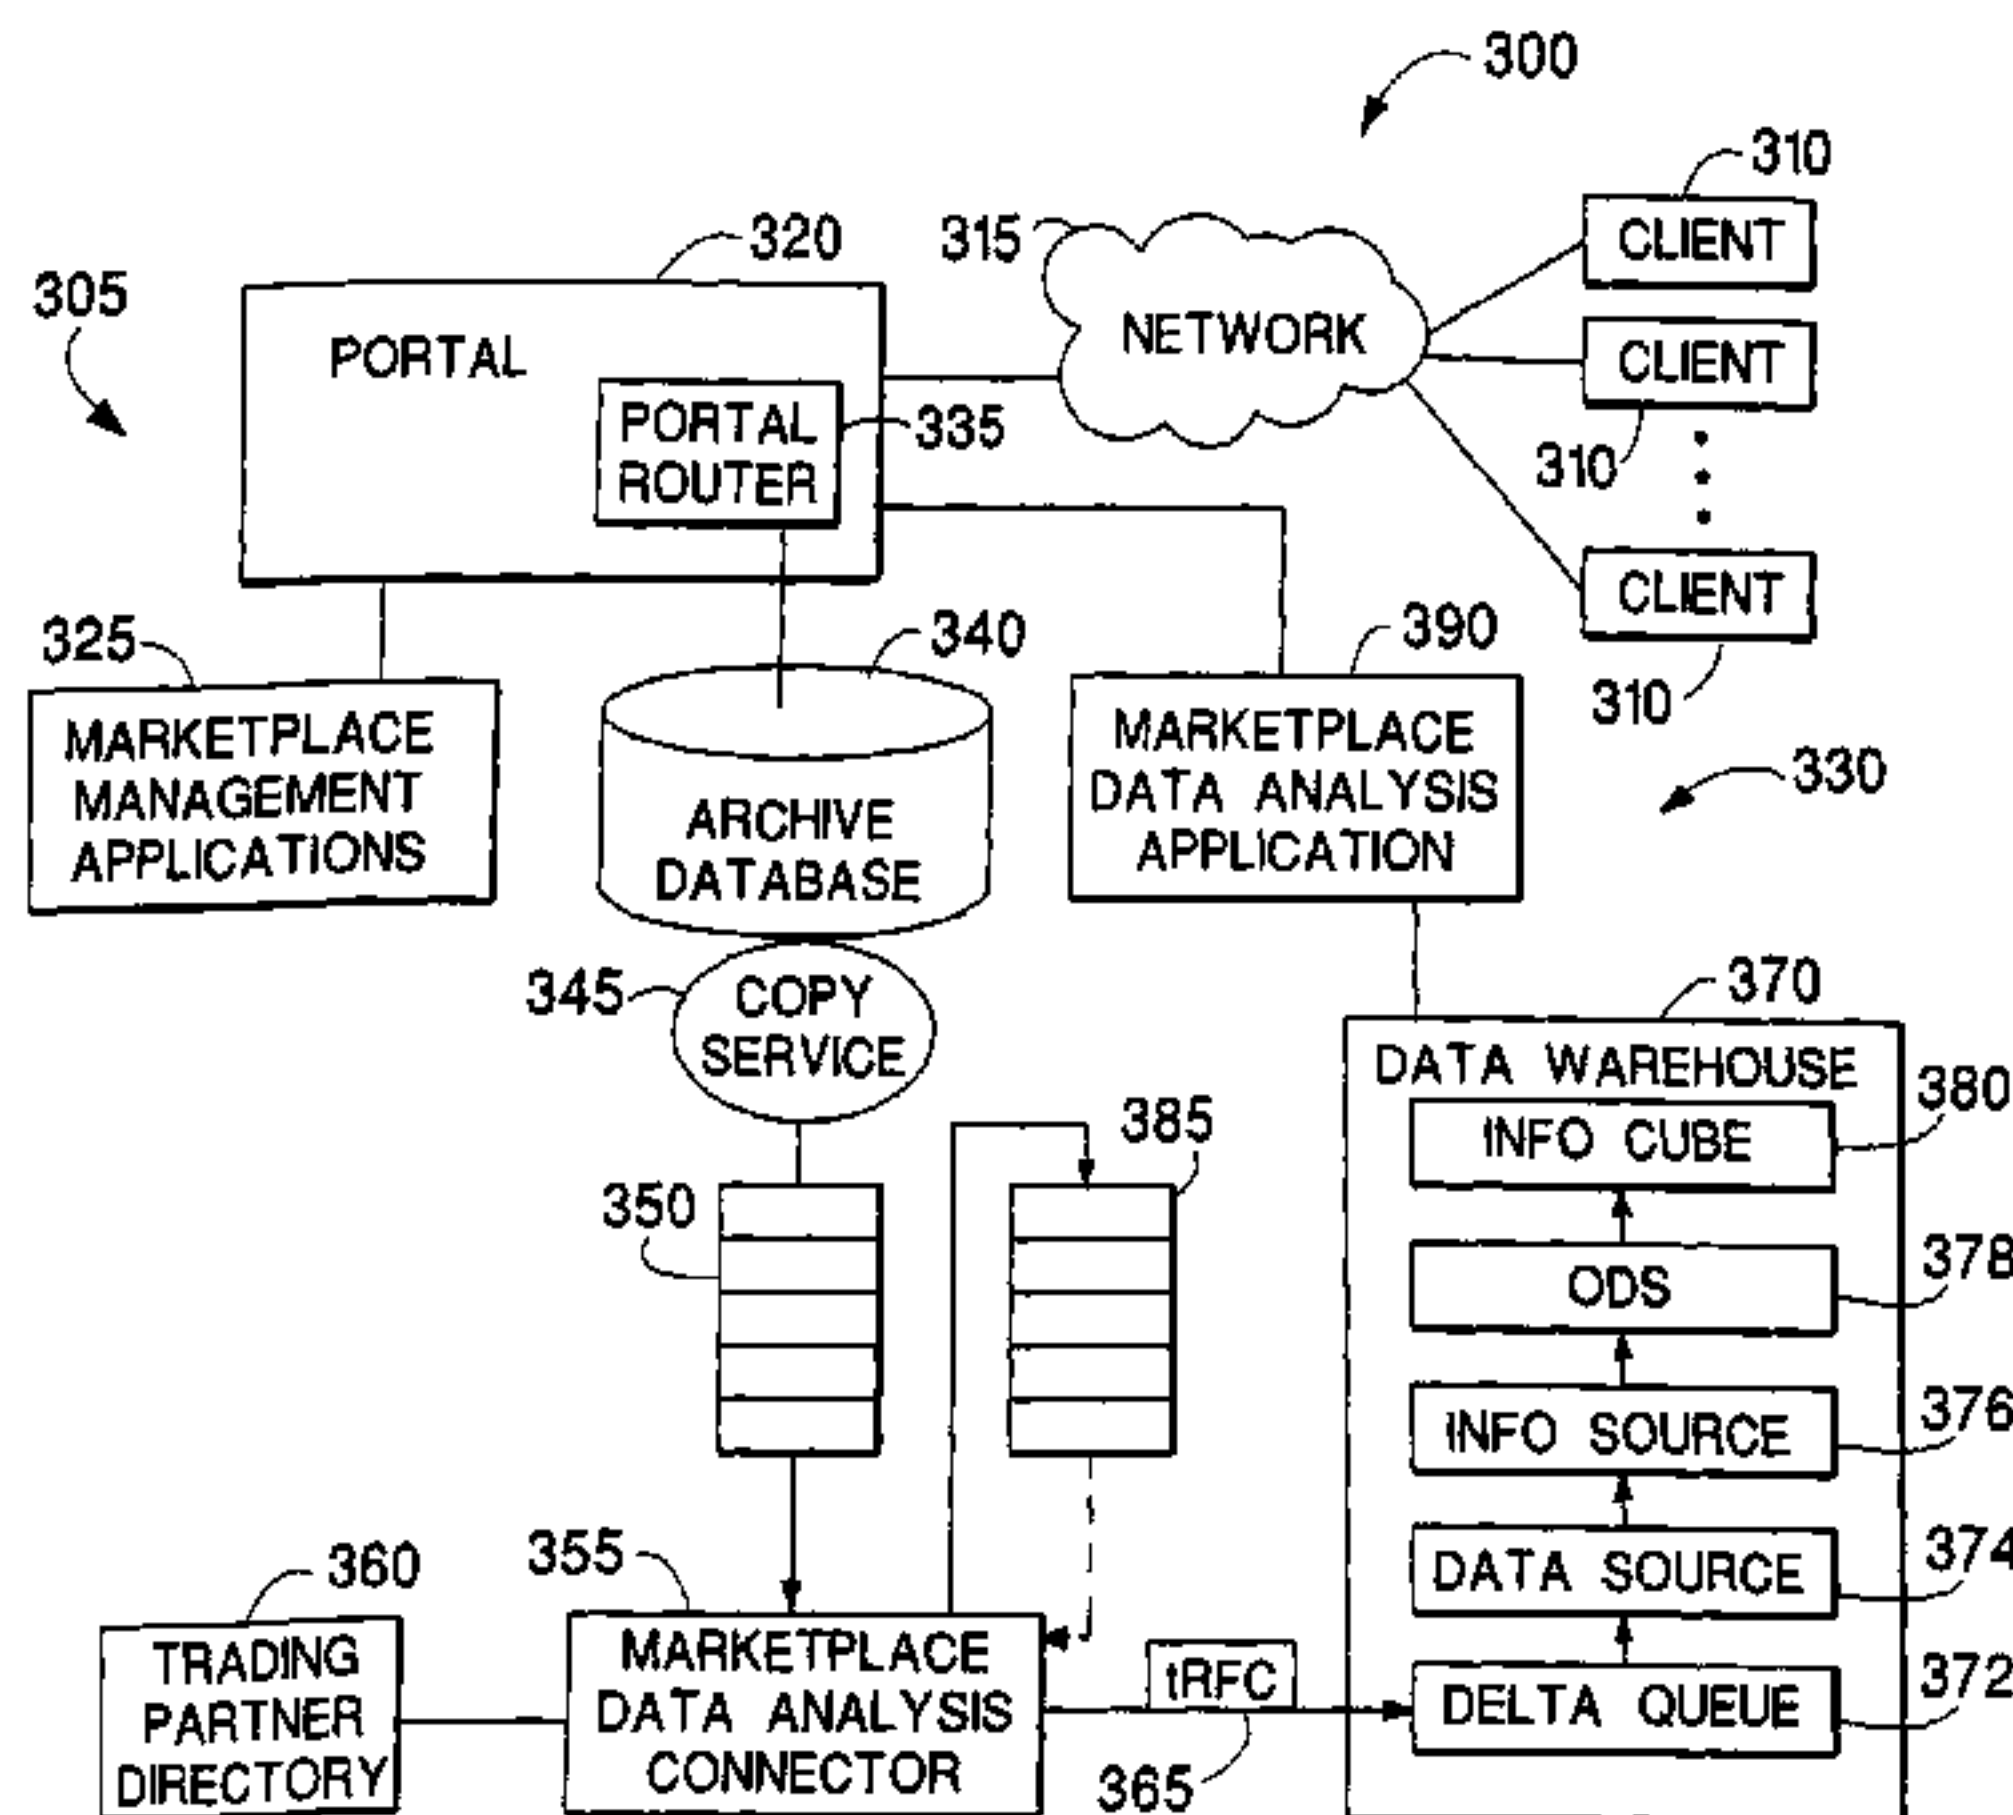 300
310
CLIENT
320
315
305
NETWORK
PORTAL
CLIENT
PORTAL
ROUTER
335
310
CLIENT
310
325
340
390
MARKETPLACE
MANAGEMENT
APPLICATIONS
ARCHIVE
DATABASE
MARKETPLACE
DATA ANALYSIS
APPLICATION
330
345
COPY
SERVICE
370
DATA WAREHOUSE
380
INFO CUBE
385
350
378
ODS
376
INFO SOURCE
374
DATA SOURCE
360
355
TRADING
PARTNER
DIRECTORY
MARKETPLACE
DATA ANALYSIS
CONNECTOR
tRFC
365
372
DELTA QUEUE